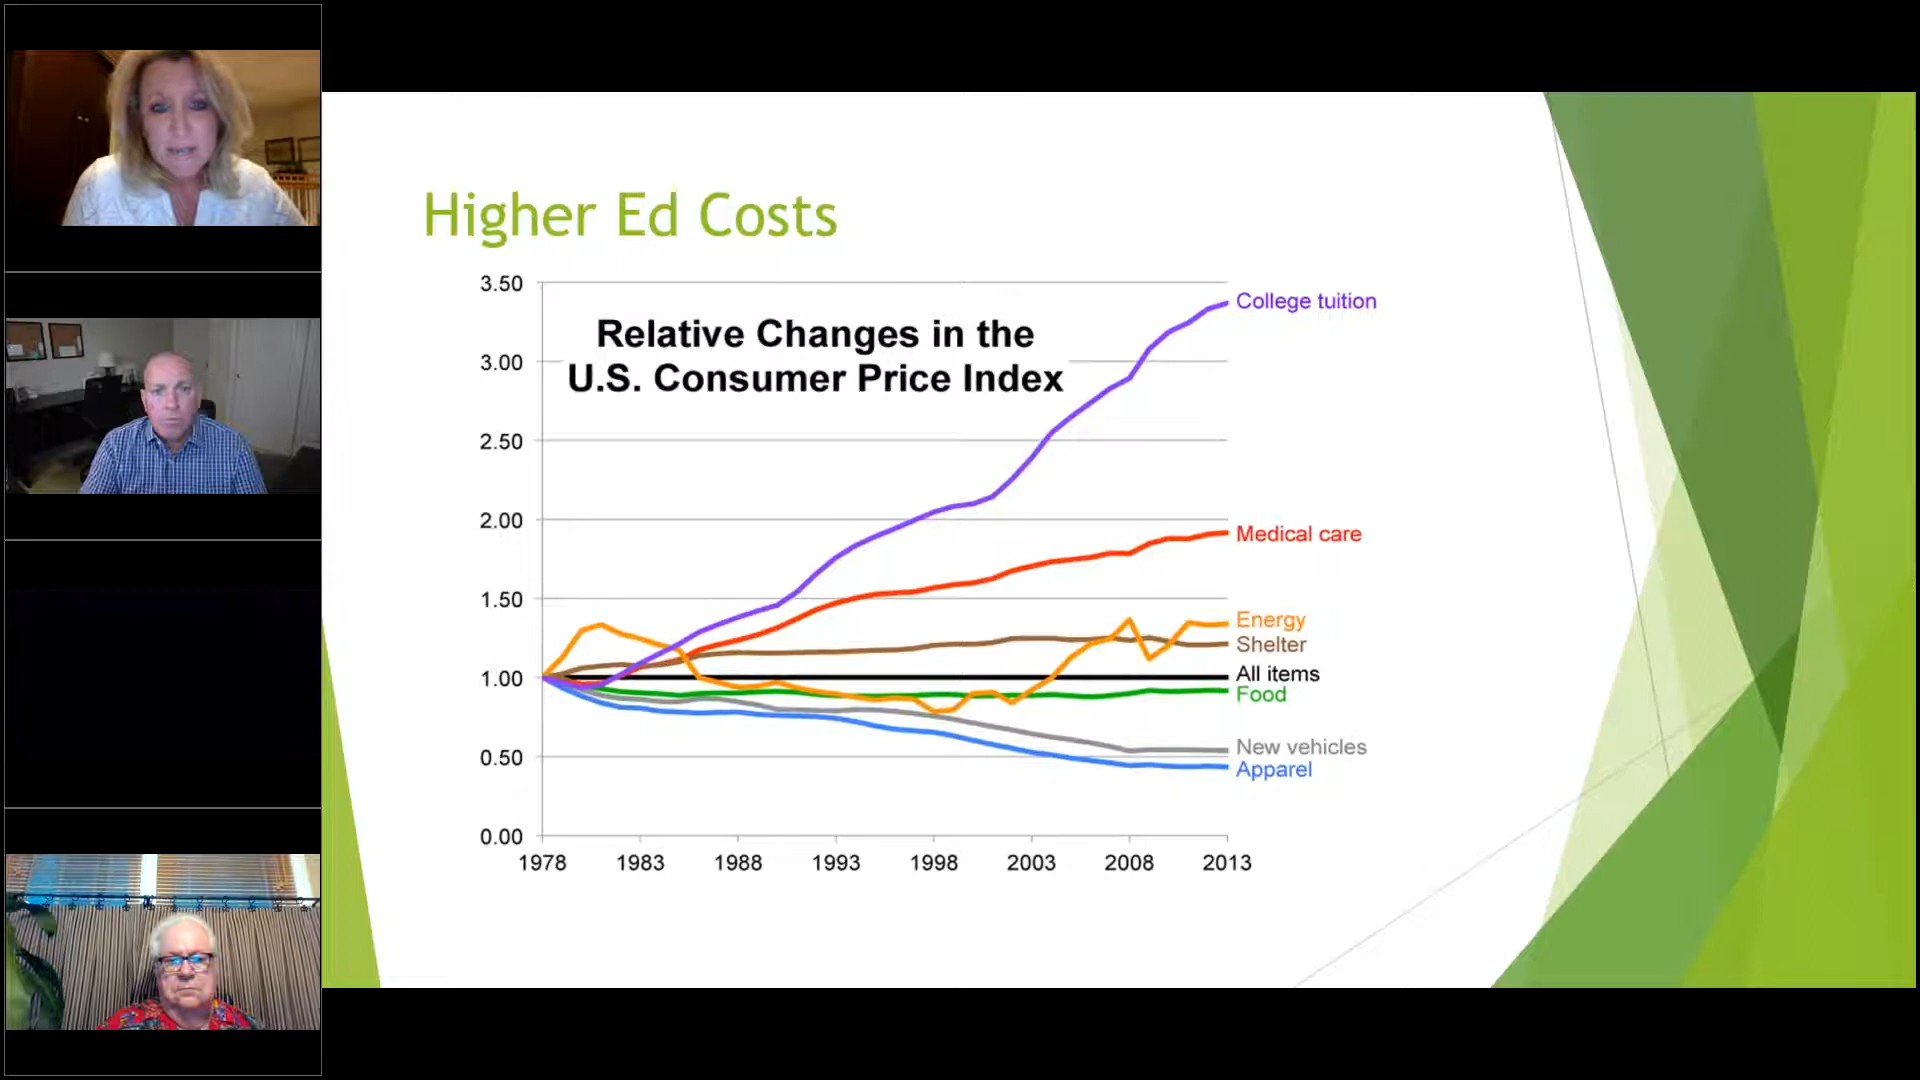 Higher Ed Costs
Relative Changes in the
U.S. Consumer Price Index
3.50
3.00
2.50
2.00
1.50
1.00
0.50
0.00
1978 1983 1988 1993 1998 2003 2008 2013
College tuition
Medical care
Energy
Shelter
All items
Food
New vehicles
Apparel